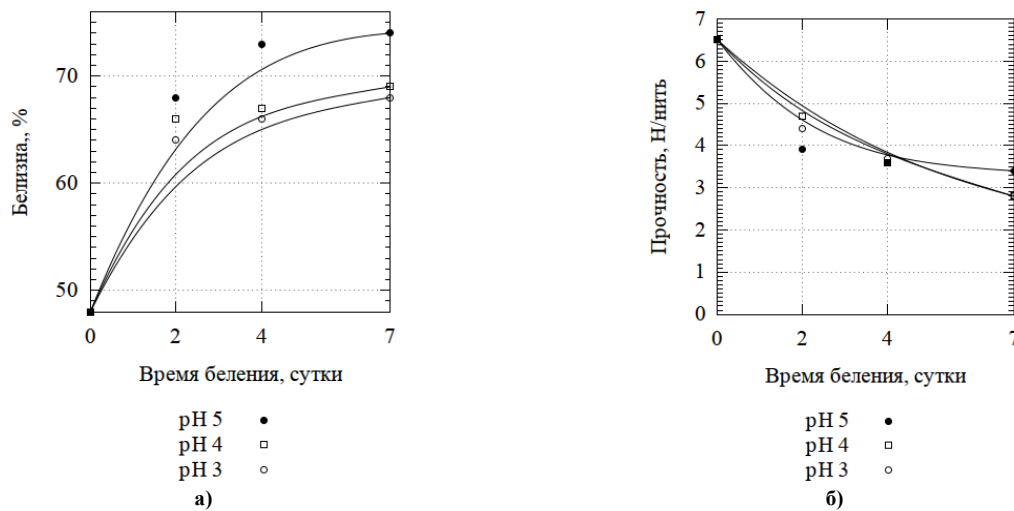 Белизна,, %
70
60
50
0 2 4 7
Время беления, сутки
pH 5
pH 4
pH 3
а)
Прочность, Н/нить
7
6
5
4
3
2
1
0
0 2 4 7
Время беления, сутки
pH 5
pH 4
pH 3
б)